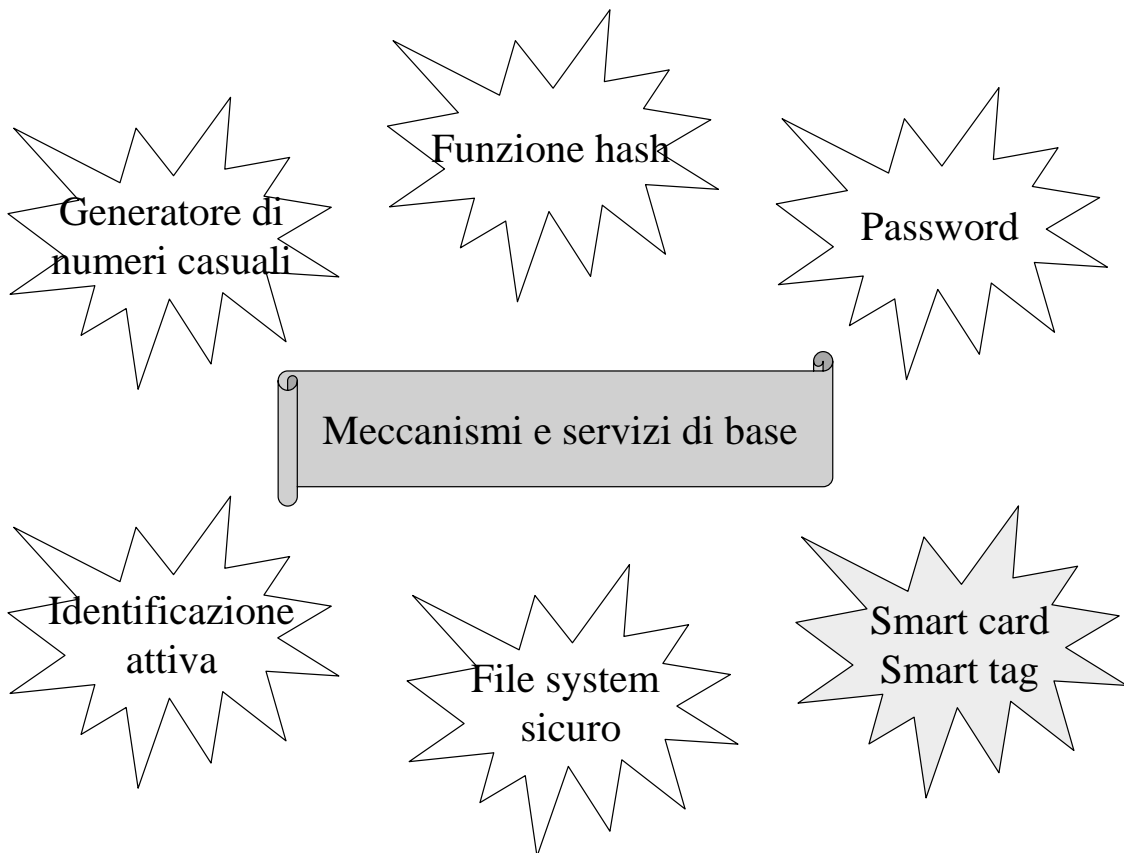 Funzione hash
Generatore di
numeri casuali
Password
Meccanismi e servizi di base
Identificazione
attiva
File system
sicuro
Smart card
Smart tag